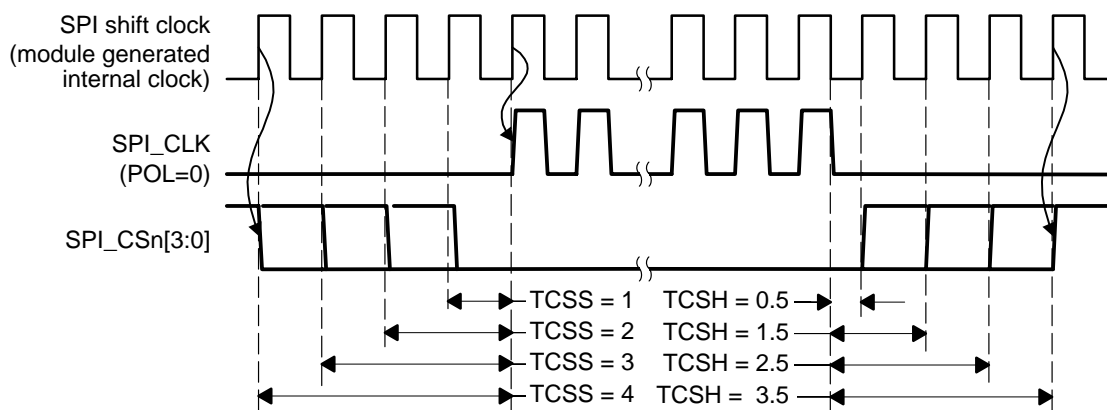 SPI shift clock
(module generated
internal clock)
SPI_CLK
(POL=0)
SPI_CSn[3:0]
TCSS = 1 TCSH = 0.5
TCSS = 2 TCSH = 1.5
TCSS = 3 TCSH = 2.5
TCSS = 4 TCSH = 3.5